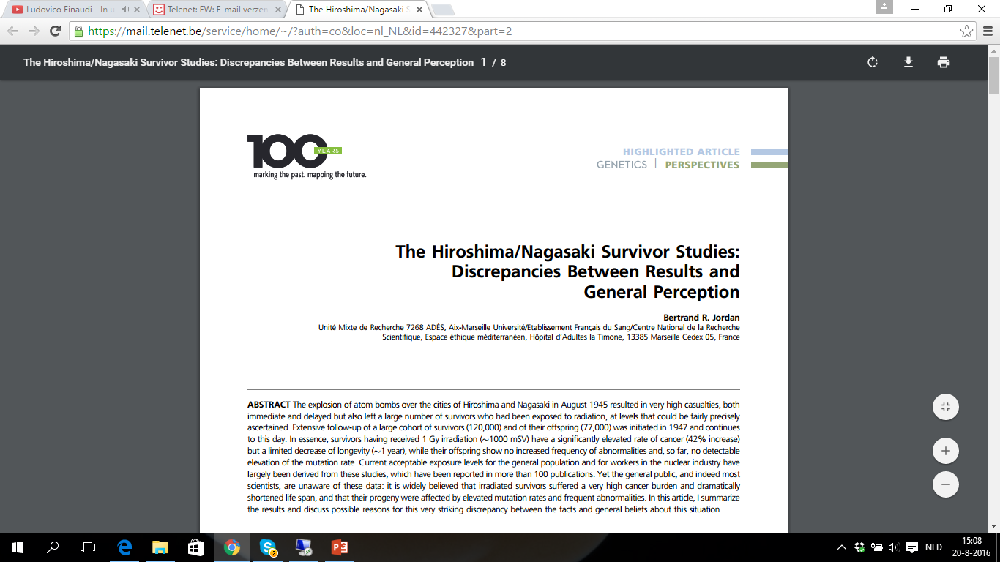 Ludovico Einaudi - In u
Telenet: FW: E-mail verzen
The Hiroshima/Nagasaki S
https://mail.telenet.be/service/home/~/?auth=co&loc=nl_NL&id=442327&part=2
The Hiroshima/Nagasaki Survivor Studies: Discrepancies Between Results and General Perception 1 / 8
100 YEARS
marking the past. mapping the future.
HIGHLIGHTED ARTICLE
GENETICS | PERSPECTIVES
The Hiroshima/Nagasaki Survivor Studies:
Discrepancies Between Results and
General Perception
Bertrand R. Jordan
Unité Mixte de Recherche 7268 ADÉS, Aix-Marseille Université/Etablissement Français du Sang/Centre National de la Recherche
Scientifique, Espace éthique méditerranéen, Hôpital d’Adultes la Timone, 13385 Marseille Cedex 05, France
ABSTRACT The explosion of atom bombs over the cities of Hiroshima and Nagasaki in August 1945 resulted in very high casualties, both
immediate and delayed but also left a large number of survivors who had been exposed to radiation, at levels that could be fairly precisely
ascertained. Extensive follow-up of a large cohort of survivors (120,000) and of their offspring (77,000) was initiated in 1947 and continues
to this day. In essence, survivors having received 1 Gy irradiation (~1000 mSV) have a significantly elevated rate of cancer (42% increase)
but a limited decrease of longevity (~1 year), while their offspring show no increased frequency of abnormalities and, so far, no detectable
elevation of the mutation rate. Current acceptable exposure levels for the general population and for workers in the nuclear industry have
largely been derived from these studies, which have been reported in more than 100 publications. Yet the general public, and indeed most
scientists, are unaware of these data: it is widely believed that irradiated survivors suffered a very high cancer burden and dramatically
shortened life span, and that their progeny were affected by elevated mutation rates and frequent abnormalities. In this article, I summarize
the results and discuss possible reasons for this very striking discrepancy between the facts and general beliefs about this situation.
2
NLD
15:08
20-8-2016